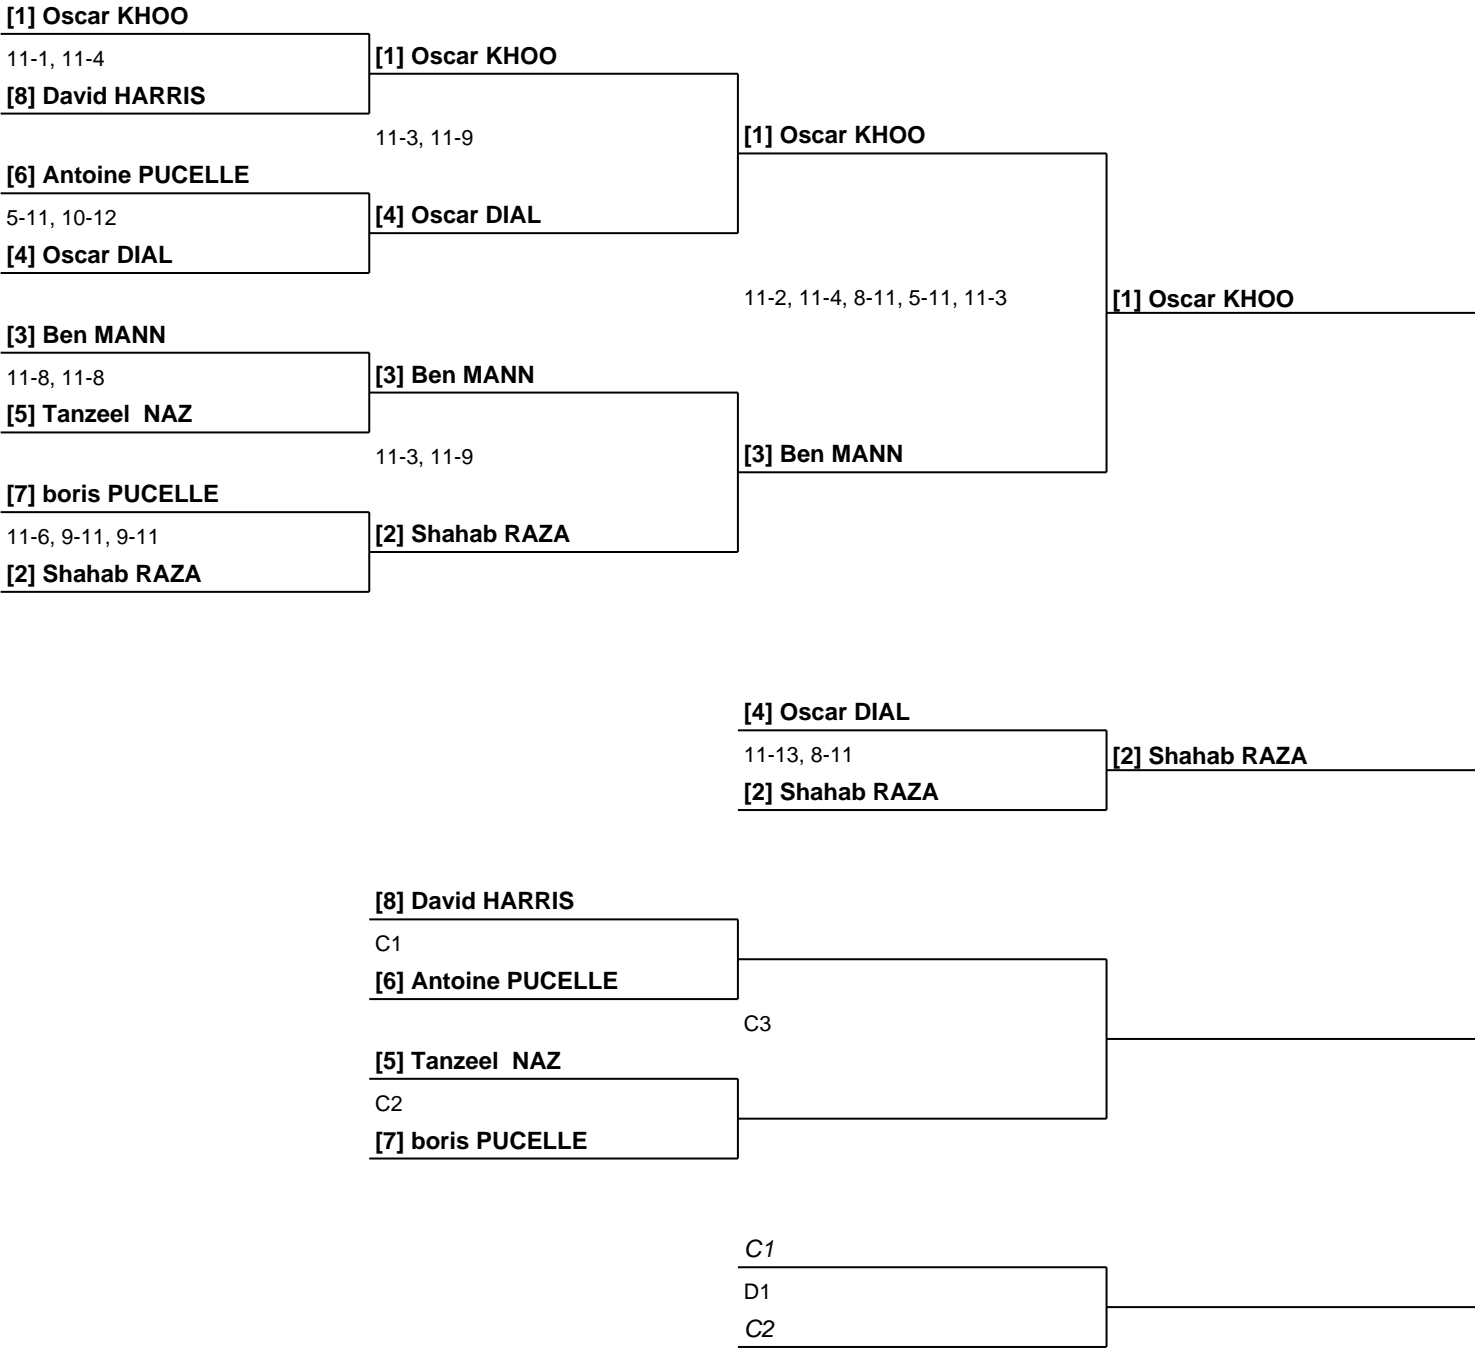 [1] Oscar KHOO
11-1, 11-4
[1] Oscar KHOO
[8] David HARRIS
11-3, 11-9
[1] Oscar KHOO
[6] Antoine PUCELLE
5-11, 10-12
[4] Oscar DIAL
[4] Oscar DIAL
11-2, 11-4, 8-11, 5-11, 11-3
[1] Oscar KHOO
[3] Ben MANN
11-8, 11-8
[3] Ben MANN
[5] Tanzeel  NAZ
11-3, 11-9
[3] Ben MANN
[7] boris PUCELLE
11-6, 9-11, 9-11
[2] Shahab RAZA
[2] Shahab RAZA
[4] Oscar DIAL
11-13, 8-11
[2] Shahab RAZA
[2] Shahab RAZA
[8] David HARRIS
C1
[6] Antoine PUCELLE
C3
[5] Tanzeel  NAZ
C2
[7] boris PUCELLE
C1
D1
C2